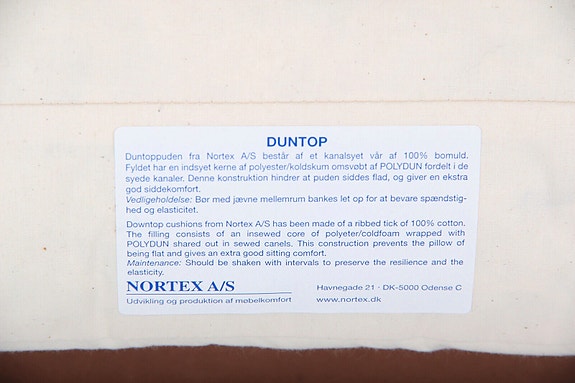 DUNTOP
Duntoppuden fra Nortex A/S består af et kanalsyet vår af 100% bomuld.
Fyldet har en indsyet kerne af polyester/koldskum omsvøbt af POLYDUN fordelt i de
syede kanaler. Denne konstruktion hindrer at puden siddes flad, og giver en ekstra
god siddekomfort.
Vedligeholdelse: Bør med jævne mellemrum bankes let op for at bevare spændstig-
hed og elasticitet.
Downtop cushions from Nortex A/S has been made of a ribbed tick of 100% cotton.
The filling consists of an insewed core of polyeter/coldfoam wrapped with
POLYDUN shared out in sewed canels. This construction prevents the pillow of
being flat and gives an extra good sitting comfort.
Maintenance: Should be shaken with intervals to preserve the resilience and the
elasticity.
NORTEX A/S
Udvikling og produktion af møbelkomfort
Havnegade 21 · DK-5000 Odense C
www.nortex.dk